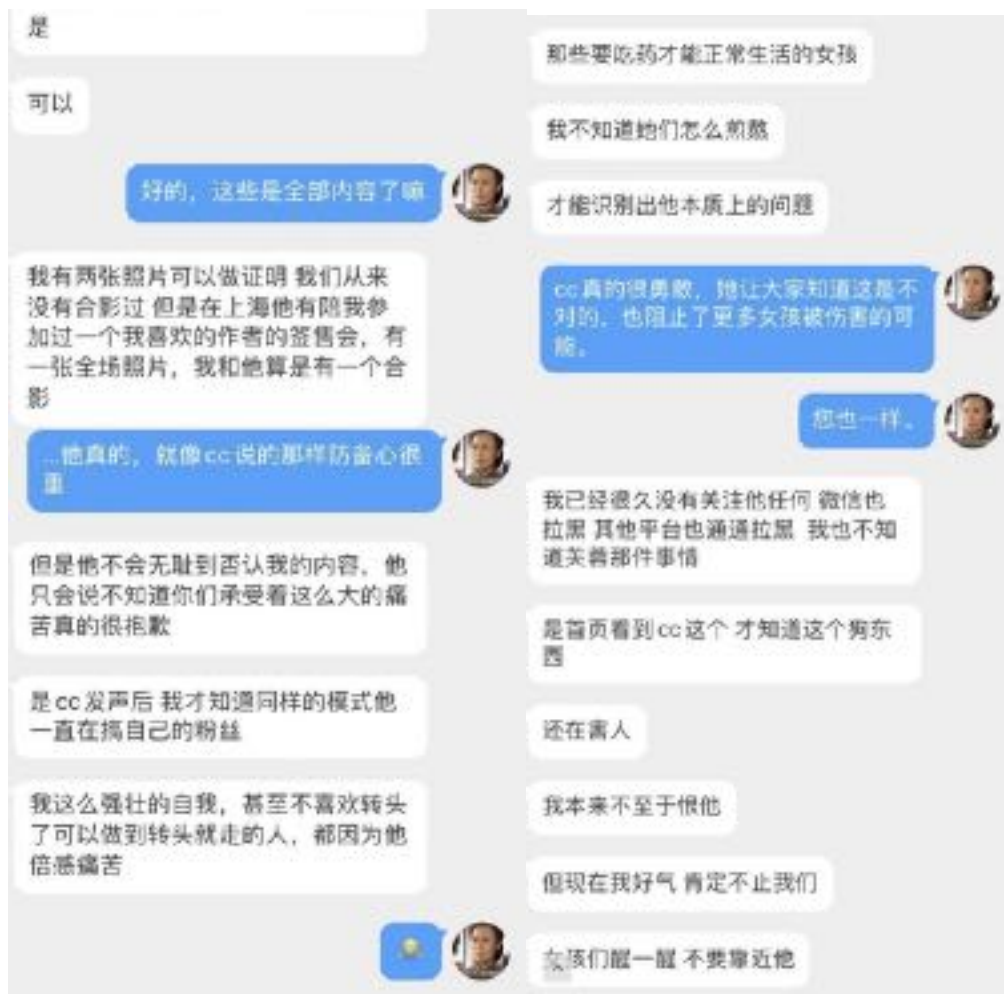 是
可以
好的，这些是全部内容了嘛
我有两张照片可以做证明 我们从来
没有合影过 但是在上海他有陪我参
加过一个我喜欢的作者的签售会，有
一张全场照片，我和他算是有一个合
影
...他真的，就像cc说的那样防备心很
重
但是他不会无耻到否认我的内容，他
只会说不知道你们承受着这么大的痛
苦真的很抱歉
是cc发声后 我才知道同样的模式他
一直在搞自己的粉丝
我这么强壮的自我，甚至不喜欢转头
了可以做到转头就走的人，都因为他
倍感痛苦
那些要吃药才能正常生活的女孩
我不知道她们怎么煎熬
才能识别出他本质上的问题
cc真的很勇敢，她让大家知道这是不
对的，也阻止了更多女孩被伤害的可
能。
您也一样。
我已经很久没有关注他任何 微信也
拉黑 其他平台也通通拉黑 我也不知
道芙蓉那件事情
是首页看到cc这个 才知道这个狗东
西
还在害人
我本来不至于恨他
但现在我好气 肯定不止我们
女孩们醒一醒 不要靠近他